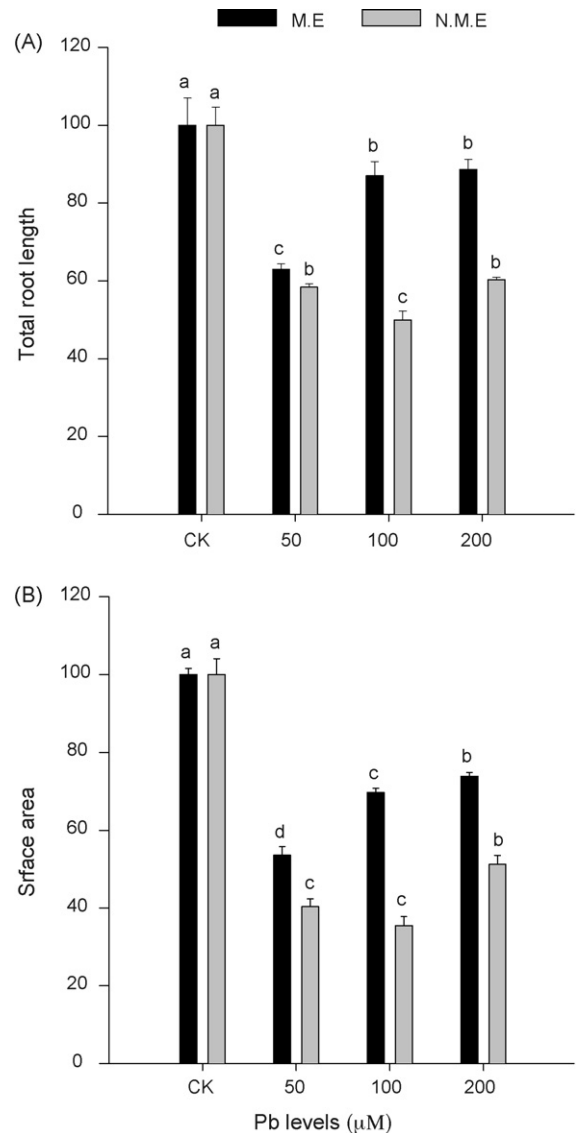 M.E N.M.E
(A)
120
100
80
60
40
20
0
Total root length
a a
c b
b c
b b
CK 50 100 200
(B)
120
100
80
60
40
20
0
Srface area
a a
d c
c c
b b
CK 50 100 200
Pb levels (μM)